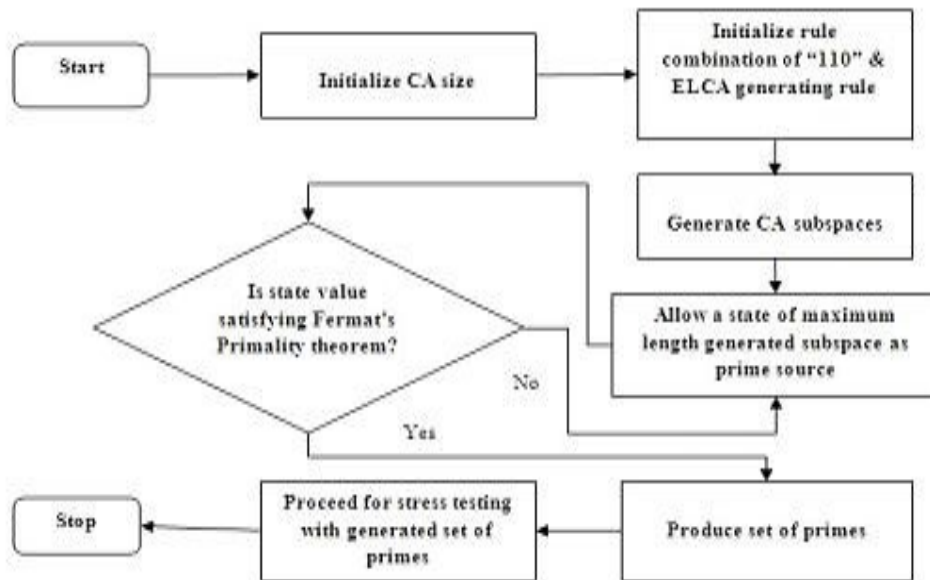 Start
Initialize CA size
Initialize rule
combination of “110” &
ELCA generating rule
Generate CA subspaces
Allow a state of maximum
length generated subspace as
prime source
Is state value
satisfying Fermat's
Primality theorem?
No
Yes
Produce set of primes
Proceed for stress testing
with generated set of
primes
Stop